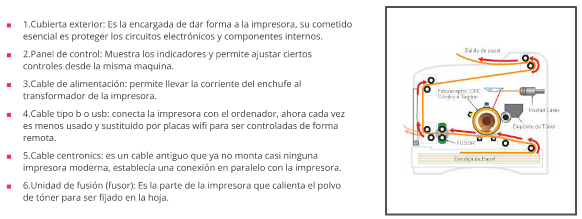 1.Cubierta exterior: Es la encargada de dar forma a la impresora, su cometido
esencial es proteger los circuitos electrónicos y componentes internos.
2.Panel de control: Muestra los indicadores y permite ajustar ciertos
controles desde la misma maquina.
3.Cable de alimentación: permite llevar la corriente del enchufe al
transformador de la impresora.
4.Cable tipo b o usb: conecta la impresora con el ordenador, ahora cada vez
es menos usado y sustituido por placas wifi para ser controladas de forma
remota.
5.Cable centronics: es un cable antiguo que ya no monta casi ninguna
impresora moderna, establecía una conexión en paralelo con la impresora.
6.Unidad de fusión (fusor): Es la parte de la impresora que calienta el polvo
de tóner para ser fijado en la hoja.
Salida de papel
Fotorreceptor, OPC
Cilindro o Tambor
Unidad Láser
Depósito de Tóner
FUSOR
Bandeja de Papel